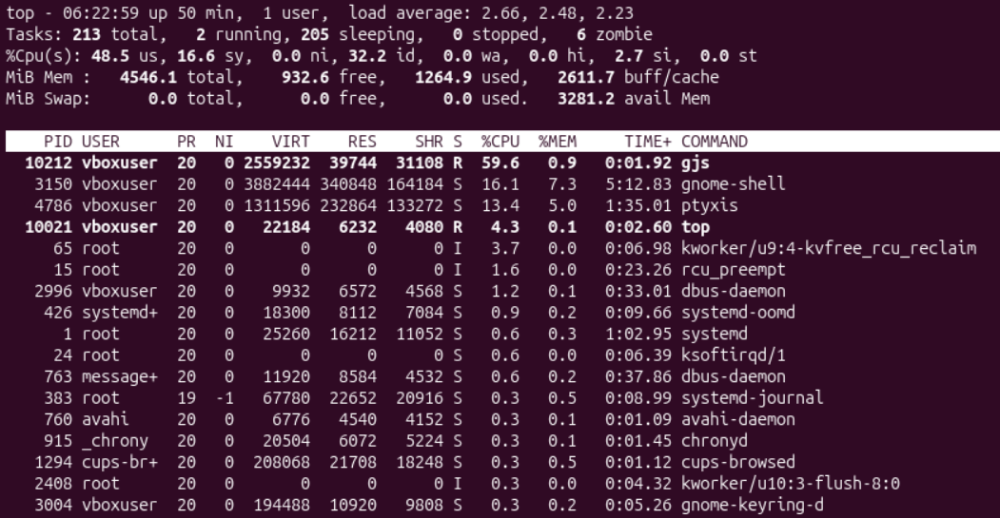 top - 06:22:59 up 50 min,  1 user,  load average: 2.66, 2.48, 2.23
Tasks: 213 total,   2 running, 205 sleeping,   0 stopped,   6 zombie
%Cpu(s): 48.5 us, 16.6 sy,  0.0 ni, 32.2 id,  0.0 wa,  0.0 hi,  2.7 si,  0.0 st
MiB Mem :   4546.1 total,    932.6 free,   1264.9 used,   2611.7 buff/cache
MiB Swap:      0.0 total,      0.0 free,      0.0 used.   3281.2 avail Mem
PID USER      PR  NI    VIRT    RES    SHR S  %CPU  %MEM     TIME+ COMMAND
10212 vboxuser  20   0 2559232  39744  31108 R  59.6   0.9   0:01.92 gjs
3150 vboxuser  20   0 3882444 340848 164184 S  16.1   7.3   5:12.83 gnome-shell
4786 vboxuser  20   0 1311596 232864 133272 S  13.4   5.0   1:35.01 ptyxis
10021 vboxuser  20   0   22184   6232   4080 R   4.3   0.1   0:02.60 top
65 root      20   0       0      0      0 I   3.7   0.0   0:06.98 kworker/u9:4-kvfree_rcu_reclaim
15 root      20   0       0      0      0 I   1.6   0.0   0:23.26 rcu_preempt
2996 vboxuser  20   0    9932   6572   4568 S   1.2   0.1   0:33.01 dbus-daemon
426 systemd+  20   0   18300   8112   7084 S   0.9   0.2   0:09.66 systemd-oomd
1 root      20   0   25260  16212  11052 S   0.6   0.3   1:02.95 systemd
24 root      20   0       0      0      0 S   0.6   0.0   0:06.39 ksoftirqd/1
763 message+  20   0   11920   8584   4532 S   0.6   0.2   0:37.86 dbus-daemon
383 root      19  -1   67780  22652  20916 S   0.3   0.5   0:08.99 systemd-journal
760 avahi     20   0    6776   4540   4152 S   0.3   0.1   0:01.09 avahi-daemon
915 _chrony   20   0   20504   6072   5224 S   0.3   0.1   0:01.45 chronyd
1294 cups-br+  20   0  208068  21708  18248 S   0.3   0.5   0:01.12 cups-browsed
2408 root      20   0       0      0      0 I   0.3   0.0   0:04.32 kworker/u10:3-flush-8:0
3004 vboxuser  20   0  194488  10920   9808 S   0.3   0.2   0:05.26 gnome-keyring-d